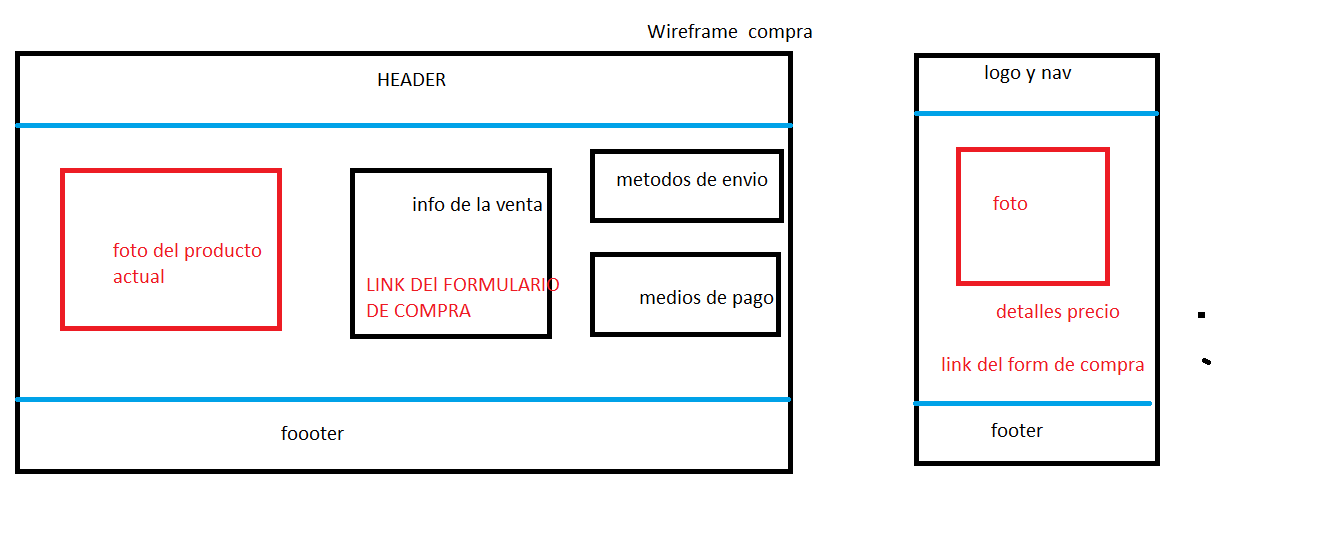 Wireframe compra
HEADER
foto del producto
actual
info de la venta
LINK DEl FORMULARIO
DE COMPRA
metodos de envio
medios de pago
foooter
logo y nav
foto
detalles precio
link del form de compra
footer